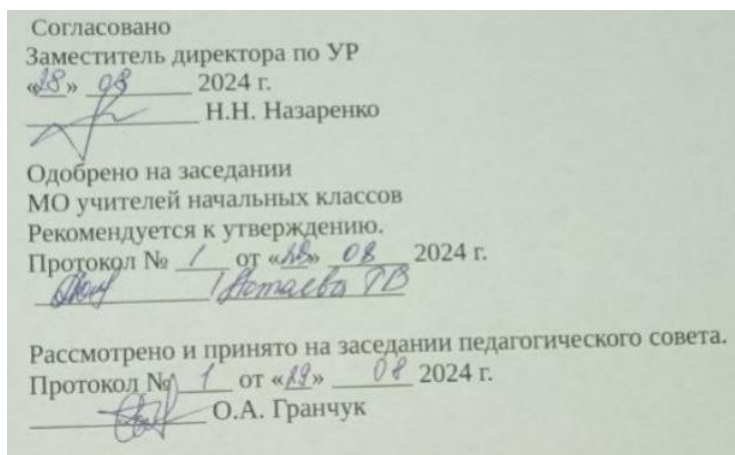 Согласовано
Заместитель директора по УР
«28» 08 2024 г.
Н.Н. Назаренко
Одобрено на заседании
МО учителей начальных классов
Рекомендуется к утверждению.
Протокол № 1 от «28» 08 2024 г.
ГВ
Рассмотрено и принято на заседании педагогического совета.
Протокол № 1 от «29» 08 2024 г.
О.А. Гранчук